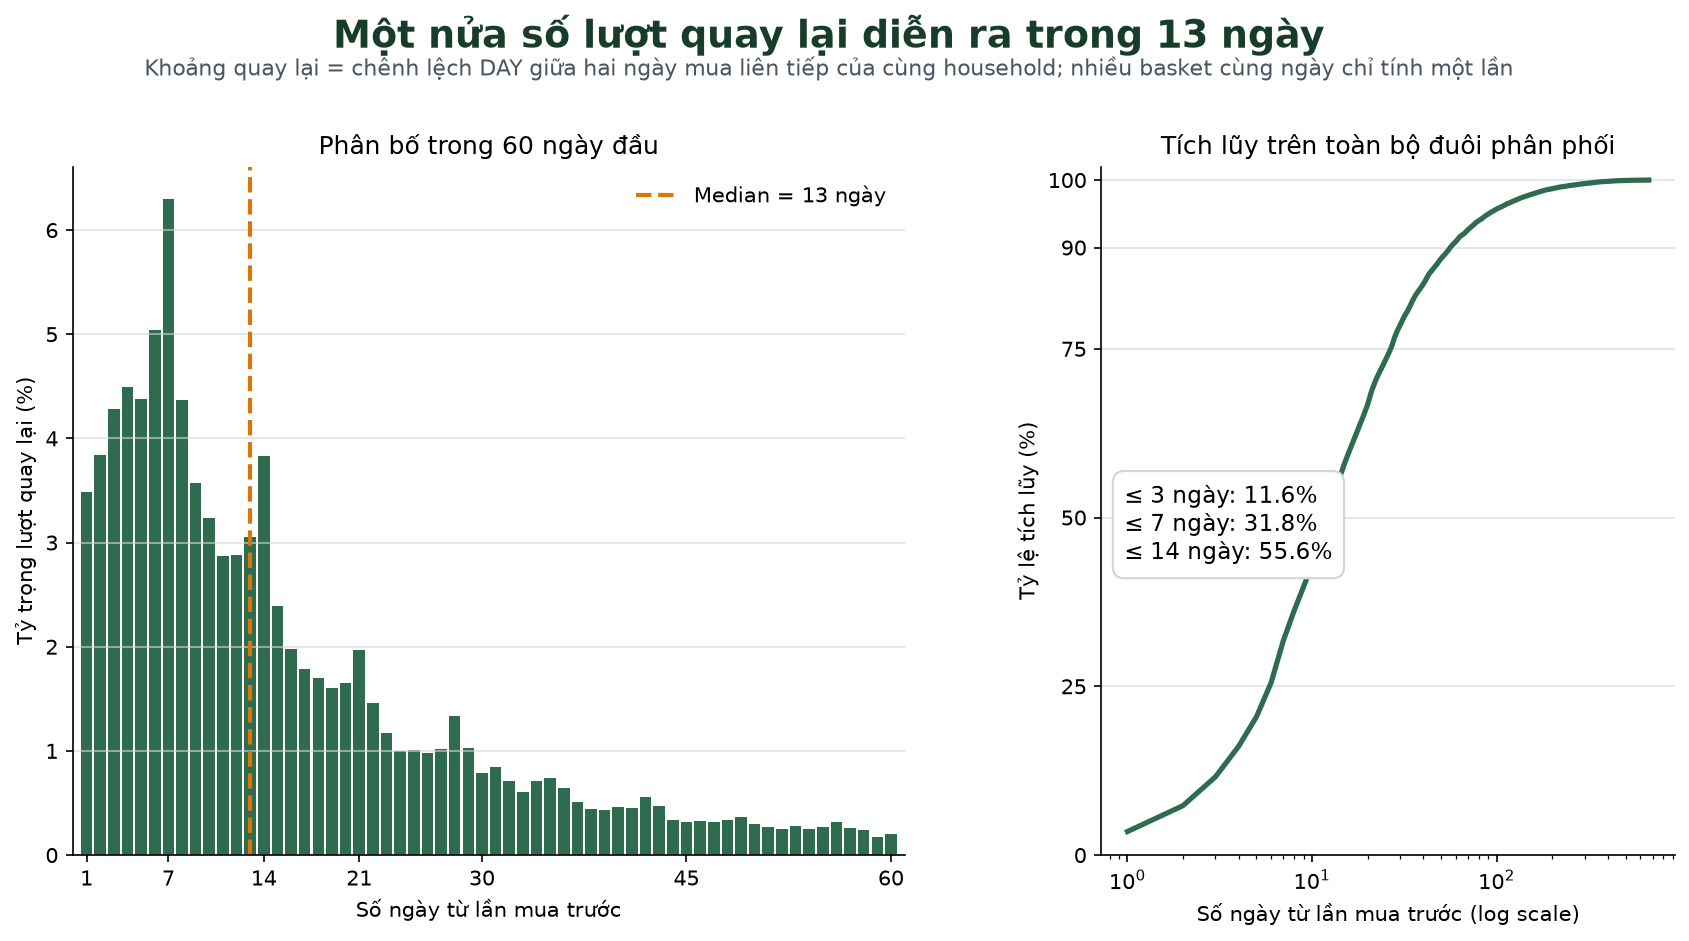 Một nửa số lượt quay lại diễn ra trong 13 ngày
Khoảng quay lại = chênh lệch DAY giữa hai ngày mua liên tiếp của cùng household; nhiều basket cùng ngày chỉ tính một lần
Phân bố trong 60 ngày đầu
Median = 13 ngày
Tỷ trọng lượt quay lại (%)
6
5
4
3
2
1
0
1 7 14 21 30 45 60
Số ngày từ lần mua trước
Tích lũy trên toàn bộ đuôi phân phối
Tỷ lệ tích lũy (%)
100
90
75
50
25
0
≤ 3 ngày: 11.6%
≤ 7 ngày: 31.8%
≤ 14 ngày: 55.6%
10⁰ 10¹ 10²
Số ngày từ lần mua trước (log scale)